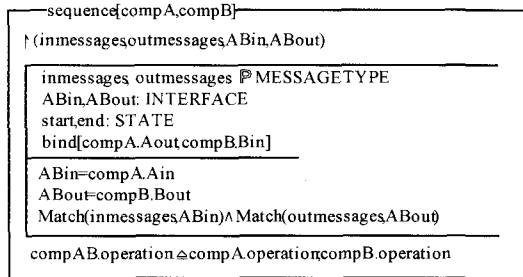 sequence[compA,compB]
↾(inmessages,outmessages,ABin,ABout)
inmessages, outmessages ℙ MESSAGETYPE
ABin,ABout: INTERFACE
start,end: STATE
bind[compA.Aout,compB.Bin]
ABin=compA.Ain
ABout=compB.Bout
Match(inmessages,ABin)∧Match(outmessages,ABout)
compAB.operation≙compA.operation;compB.operation